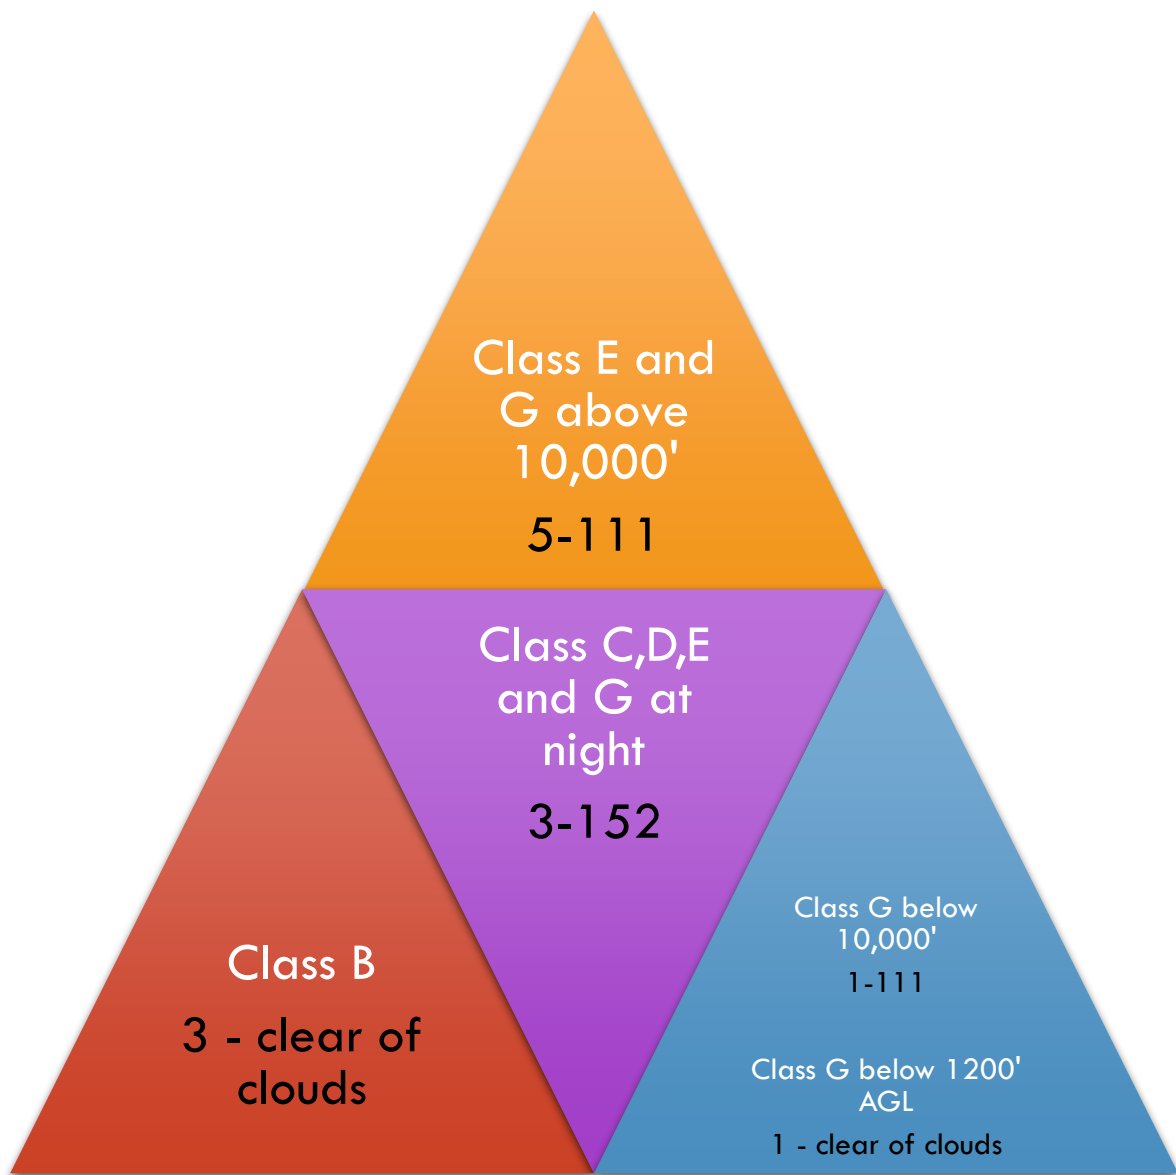 Class E and
G above
10,000'
5-111
Class C,D,E
and G at
night
3-152
Class B
3 - clear of
clouds
Class G below
10,000'
1-111
Class G below 1200'
AGL
1 - clear of clouds